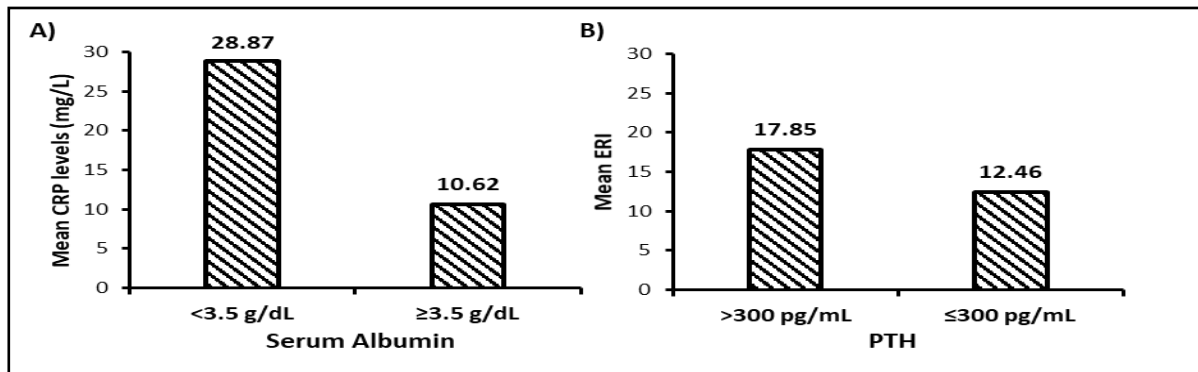 A)
28.87
30
25
20
15
10
5
0
10.62
Mean CRP levels (mg/L)
<3.5 g/dL
≥3.5 g/dL
Serum Albumin
B)
30
25
20
15
10
5
0
17.85
12.46
Mean ERI
>300 pg/mL
≤300 pg/mL
PTH